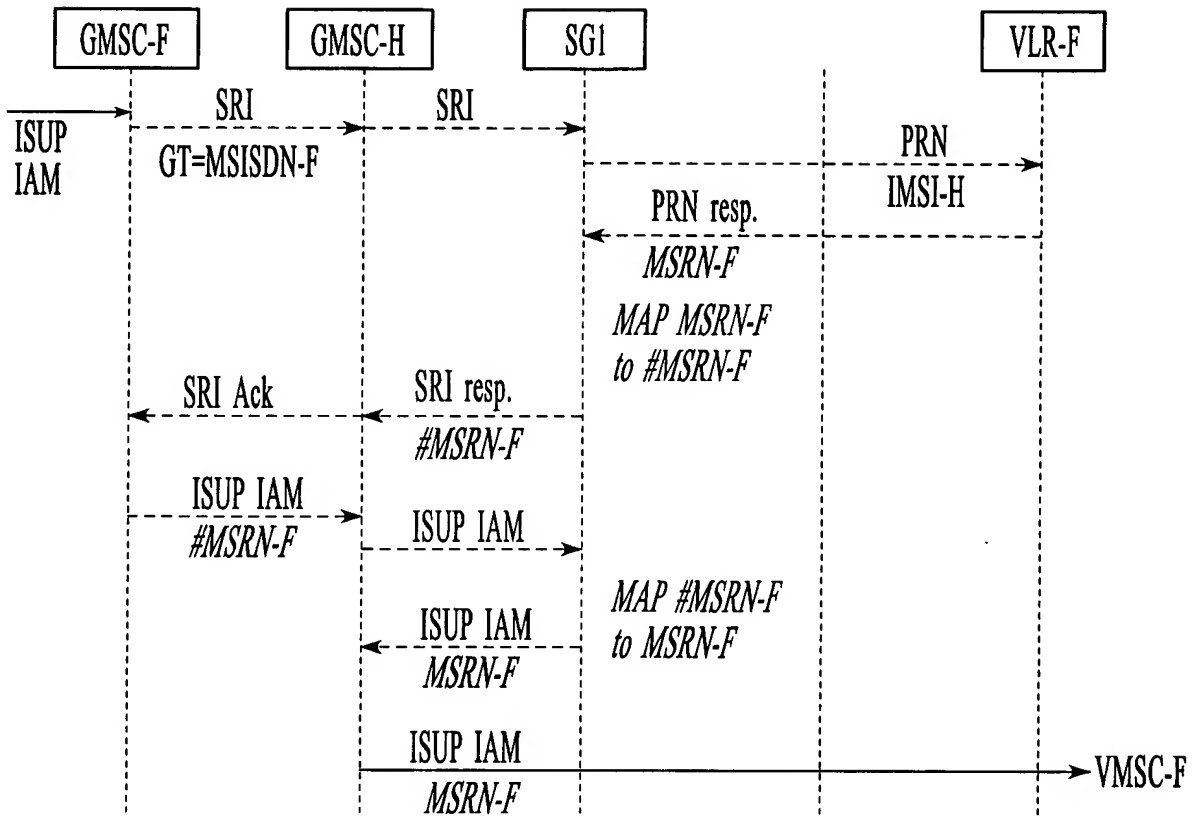 GMSC-F
GMSC-H
SG1
VLR-F
ISUP
IAM
SRI
GT=MSISDN-F
SRI
PRN
IMSI-H
PRN resp.
MSRN-F
MAP MSRN-F
to #MSRN-F
SRI Ack
SRI resp.
#MSRN-F
ISUP IAM
#MSRN-F
ISUP IAM
MAP #MSRN-F
to MSRN-F
ISUP IAM
MSRN-F
ISUP IAM
MSRN-F
VMSC-F